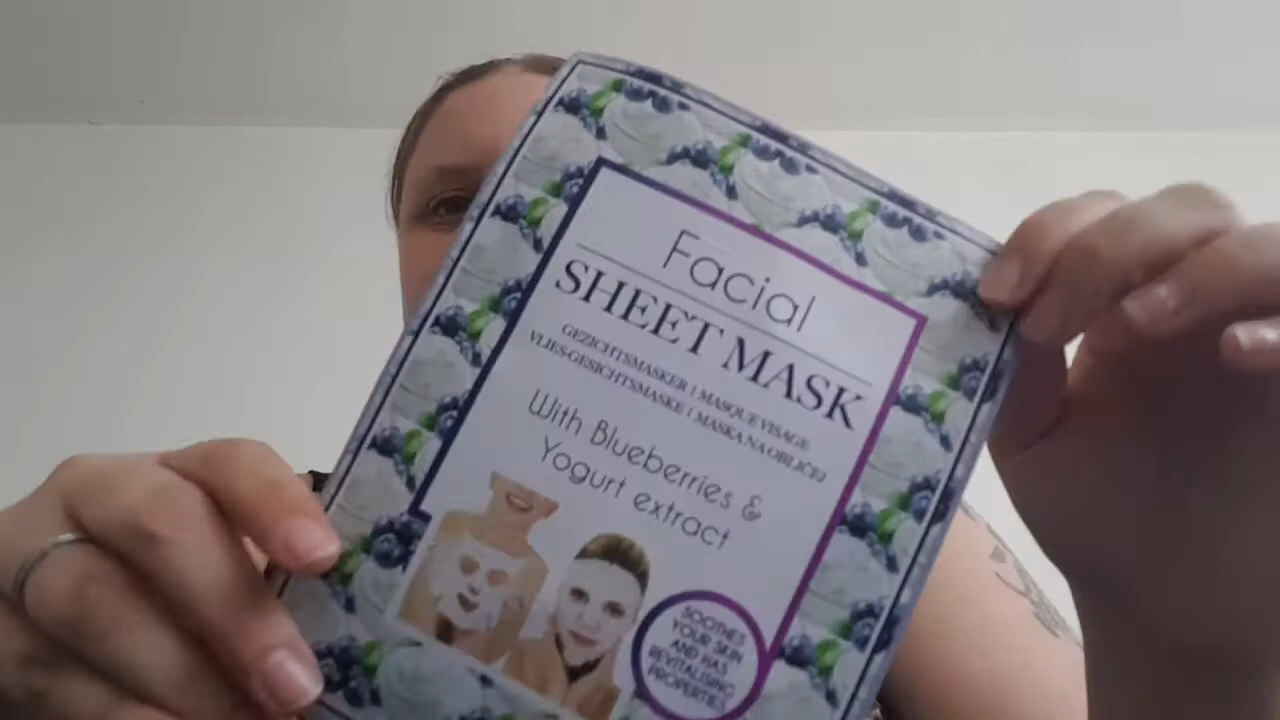 Facial
SHEET MASK
GEZICHTSMASKER | MASQUE VISAGE
VLIES-GESICHTSMASKE | MASKA NA OBLIČEJ
With Blueberries &
Yogurt extract
SOOTHES
YOUR SKIN
AND HAS
REVITALISING
PROPERTIES